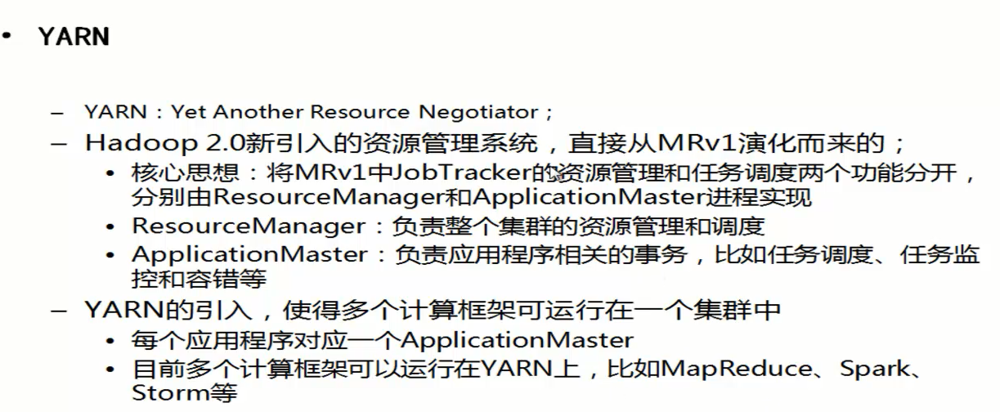 • YARN
– YARN：Yet Another Resource Negotiator；
– Hadoop 2.0新引入的资源管理系统，直接从MRv1演化而来的；
• 核心思想：将MRv1中JobTracker的资源管理和任务调度两个功能分开，
分别由ResourceManager和ApplicationMaster进程实现
• ResourceManager：负责整个集群的资源管理和调度
• ApplicationMaster：负责应用程序相关的事务，比如任务调度、任务监
控和容错等
– YARN的引入，使得多个计算框架可运行在一个集群中
• 每个应用程序对应一个ApplicationMaster
• 目前多个计算框架可以运行在YARN上，比如MapReduce、Spark、
Storm等